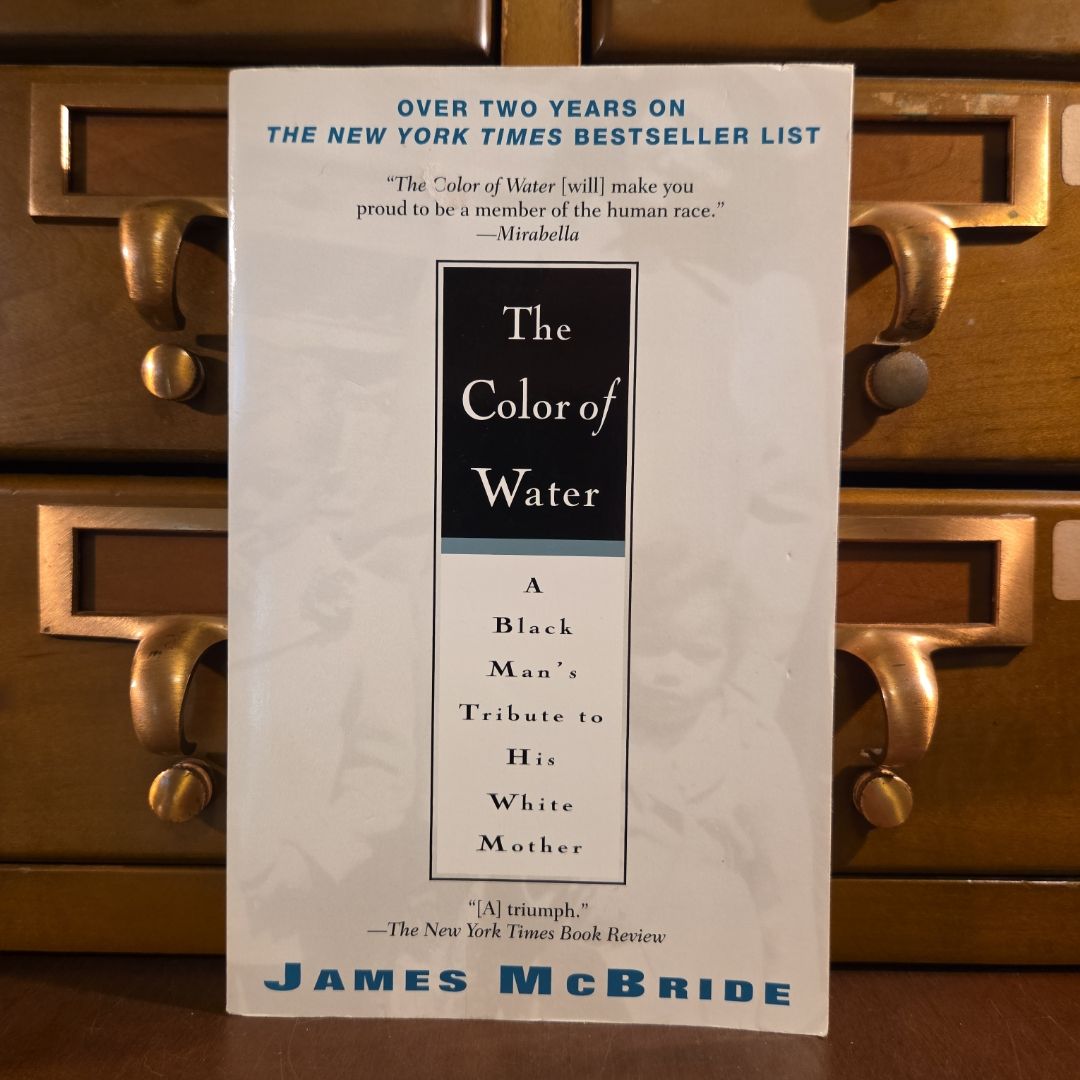 OVER TWO YEARS ON
THE NEW YORK TIMES BESTSELLER LIST
“The Color of Water [will] make you
proud to be a member of the human race.”
—Mirabella
The
Color of
Water
A
Black
Man's
Tribute to
His
White
Mother
“[A] triumph.”
—The New York Times Book Review
JAMES MCBRIDE